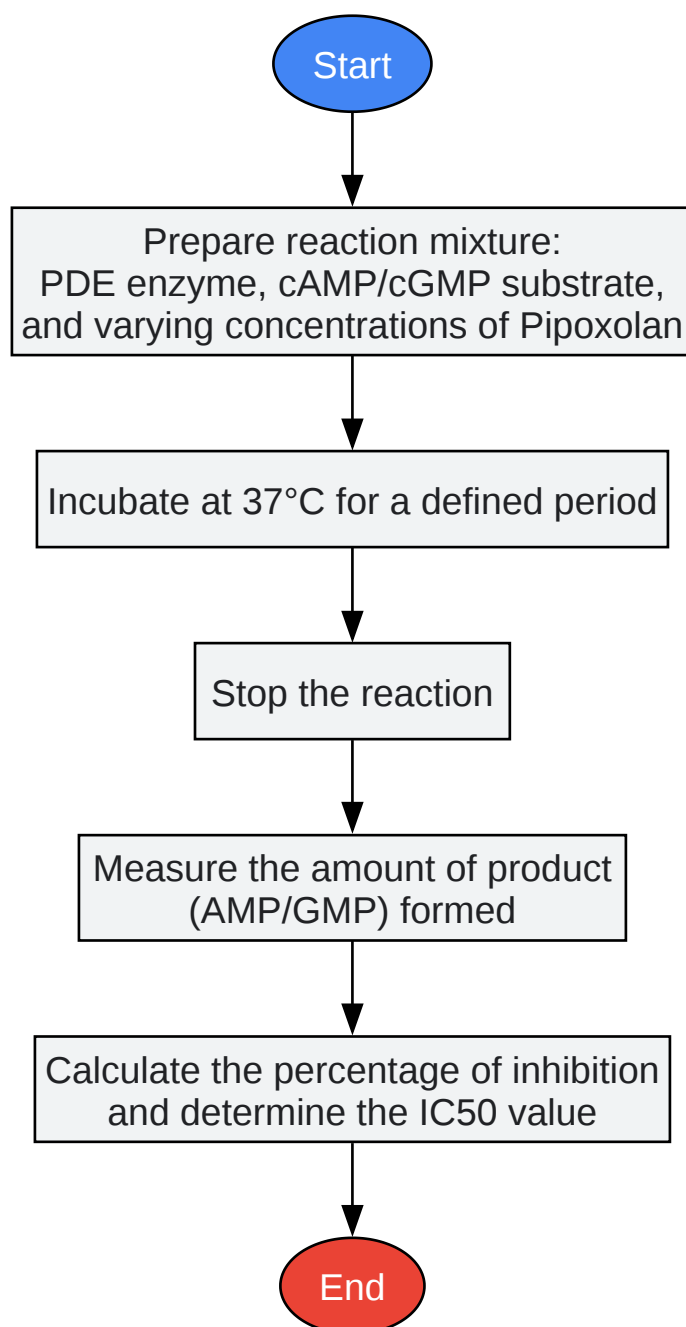 Start
Prepare reaction mixture:
PDE enzyme, cAMP/cGMP substrate,
and varying concentrations of Pipoxolan
Incubate at 37°C for a defined period
Stop the reaction
Measure the amount of product
(AMP/GMP) formed
Calculate the percentage of inhibition
and determine the IC50 value
End